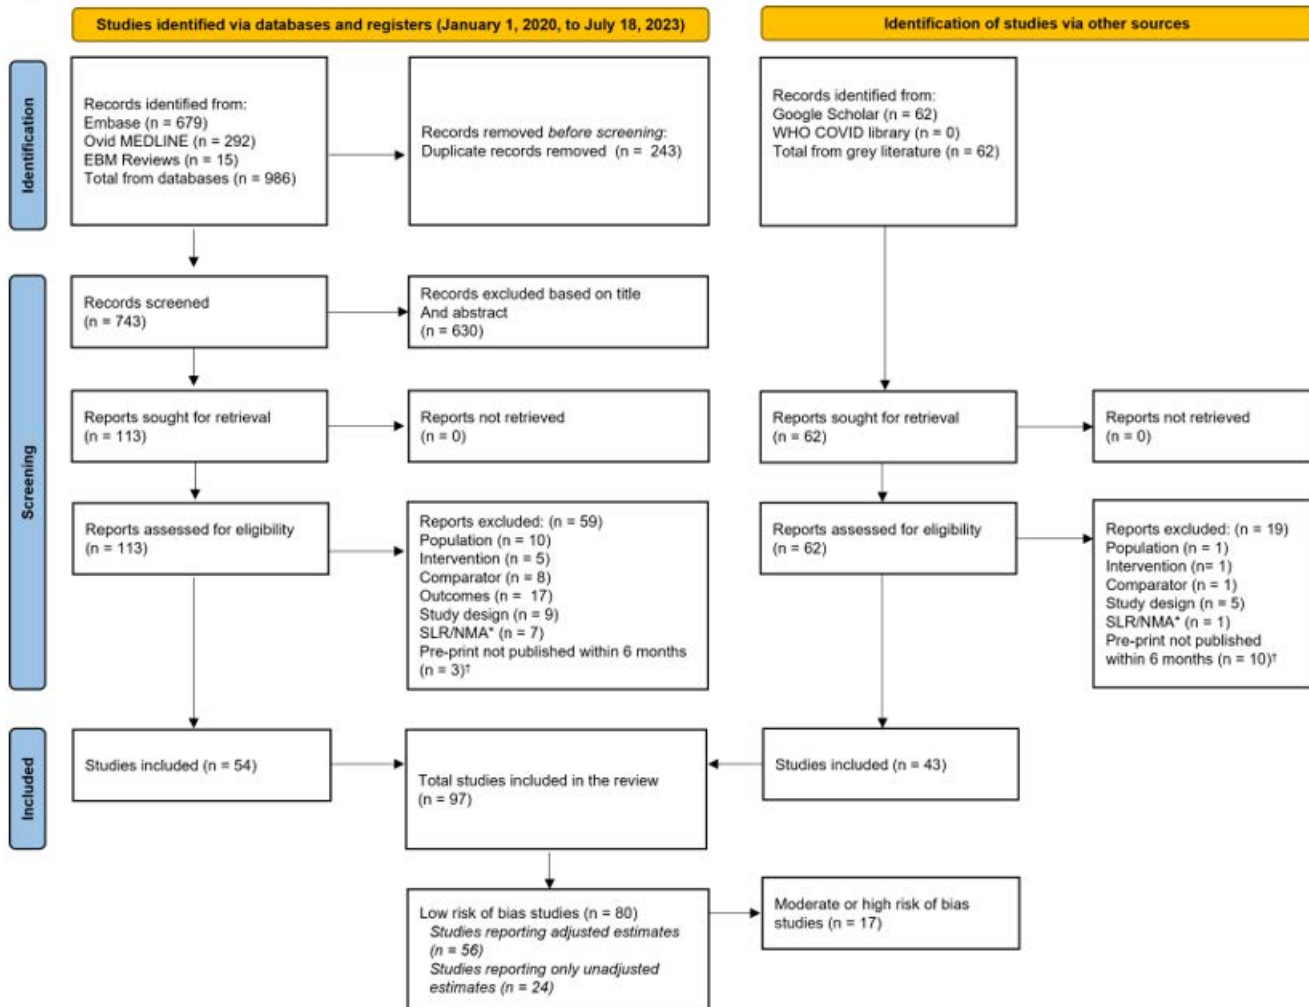 Studies identified via databases and registers (January 1, 2020, to July 18, 2023)
Identification of studies via other sources
Identification
Records identified from:
Embase (n = 679)
Ovid MEDLINE (n = 292)
EBM Reviews (n = 15)
Total from databases (n = 986)
Records removed before screening:
Duplicate records removed (n = 243)
Records identified from:
Google Scholar (n = 62)
WHO COVID library (n = 0)
Total from grey literature (n = 62)
Screening
Records screened
(n = 743)
Records excluded based on title
And abstract
(n = 630)
Reports sought for retrieval
(n = 113)
Reports not retrieved
(n = 0)
Reports sought for retrieval
(n = 62)
Reports not retrieved
(n = 0)
Reports assessed for eligibility
(n = 113)
Reports excluded: (n = 59)
Population (n = 10)
Intervention (n = 5)
Comparator (n = 8)
Outcomes (n = 17)
Study design (n = 9)
SLR/NMA* (n = 7)
Pre-print not published within 6 months
(n = 3)†
Reports assessed for eligibility
(n = 62)
Reports excluded: (n = 19)
Population (n = 1)
Intervention (n= 1)
Comparator (n = 1)
Study design (n = 5)
SLR/NMA* (n = 1)
Pre-print not published
within 6 months (n = 10)†
Included
Studies included (n = 54)
Total studies included in the review
(n = 97)
Studies included (n = 43)
Low risk of bias studies (n = 80)
Studies reporting adjusted estimates
(n = 56)
Studies reporting only unadjusted
estimates (n = 24)
Moderate or high risk of bias
studies (n = 17)